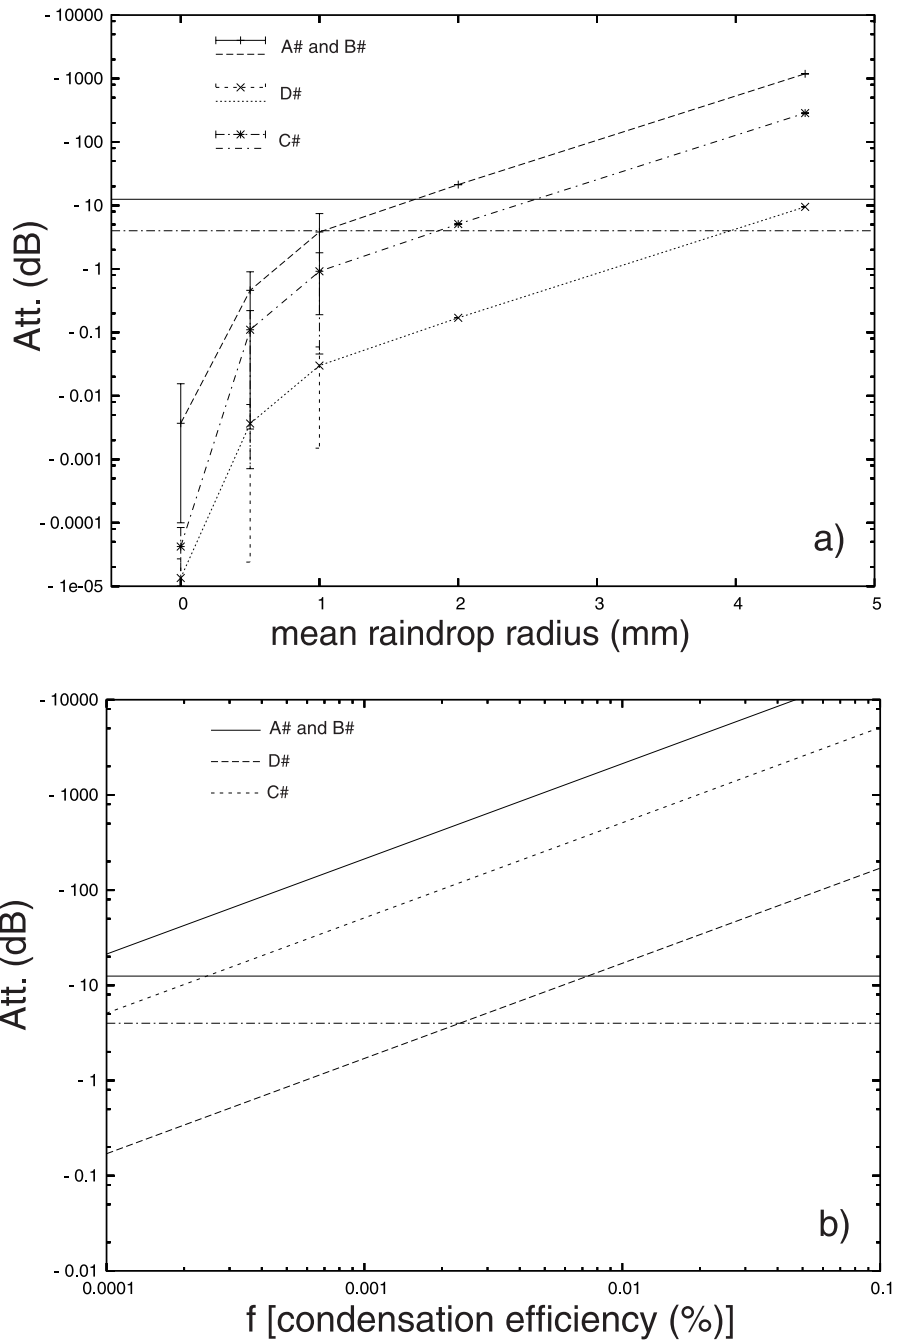 - 10000
- 1000
- 100
- 10
- 1
- 0.1
- 0.01
- 0.001
- 0.0001
- 1e-05
Att. (dB)
A# and B#
D#
C#
a)
0 1 2 3 4 5
mean raindrop radius (mm)
- 10000
- 1000
- 100
- 10
- 1
- 0.1
- 0.01
Att. (dB)
A# and B#
D#
C#
b)
0.0001 0.001 0.01 0.1
f [condensation efficiency (%)]